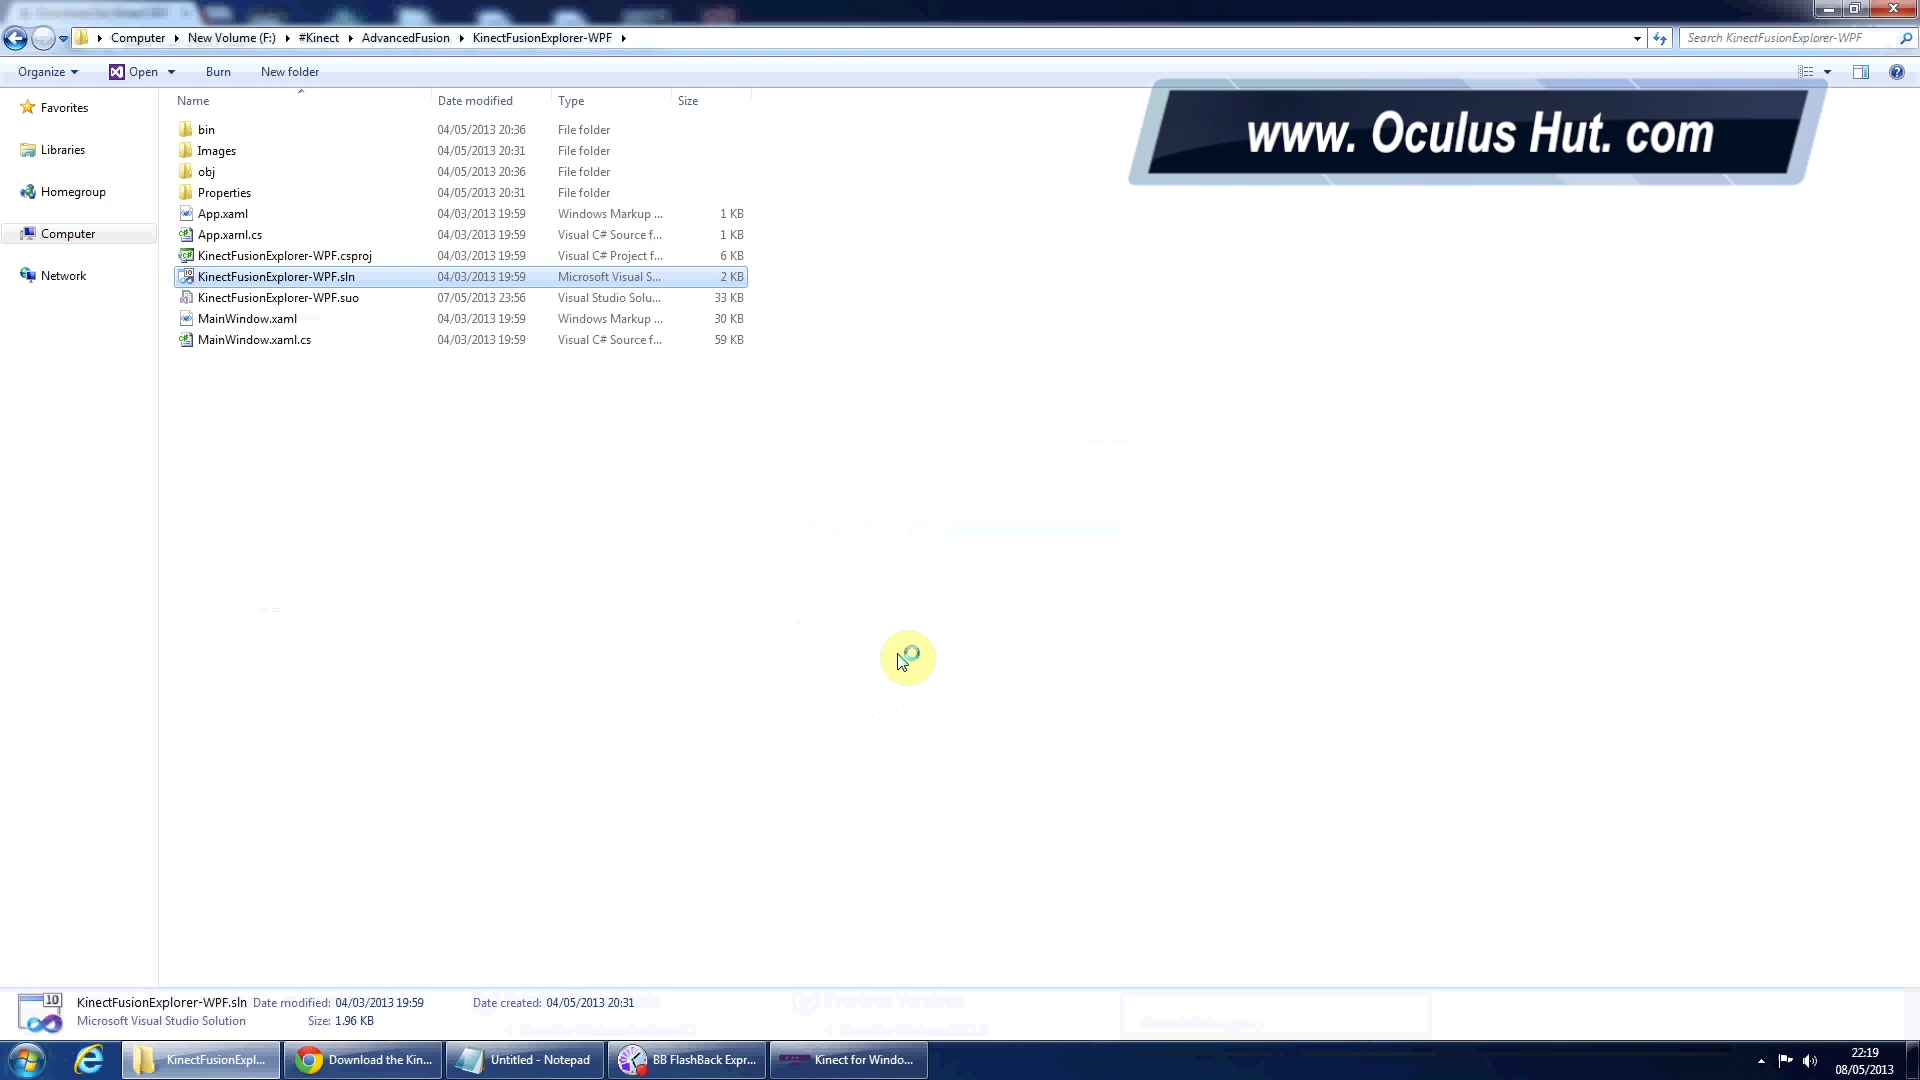 Computer New Volume (F:) #Kinect AdvancedFusion KinectFusionExplorer-WPF Search KinectFusionExplorer-WPF
Organize Open Burn New folder
www. Oculus Hut. com
Favorites
Libraries
Homegroup
Computer
Network
Name Date modified Type Size
bin 04/05/2013 20:36 File folder
Images 04/05/2013 20:31 File folder
obj 04/05/2013 20:36 File folder
Properties 04/05/2013 20:31 File folder
App.xaml 04/03/2013 19:59 Windows Markup ... 1 KB
App.xaml.cs 04/03/2013 19:59 Visual C# Source f... 1 KB
KinectFusionExplorer-WPF.csproj 04/03/2013 19:59 Visual C# Project f... 6 KB
KinectFusionExplorer-WPF.sln 04/03/2013 19:59 Microsoft Visual S... 2 KB
KinectFusionExplorer-WPF.suo 07/05/2013 23:56 Visual Studio Solu... 33 KB
MainWindow.xaml 04/03/2013 19:59 Windows Markup ... 30 KB
MainWindow.xaml.cs 04/03/2013 19:59 Visual C# Source f... 59 KB
10
KinectFusionExplorer-WPF.sln Date modified: 04/03/2013 19:59 Date created: 04/05/2013 20:31
Microsoft Visual Studio Solution Size: 1.96 KB
KinectFusionExpl... Download the Kin... Untitled - Notepad BB FlashBack Expr... Kinect for Windo... 22:19
08/05/2013